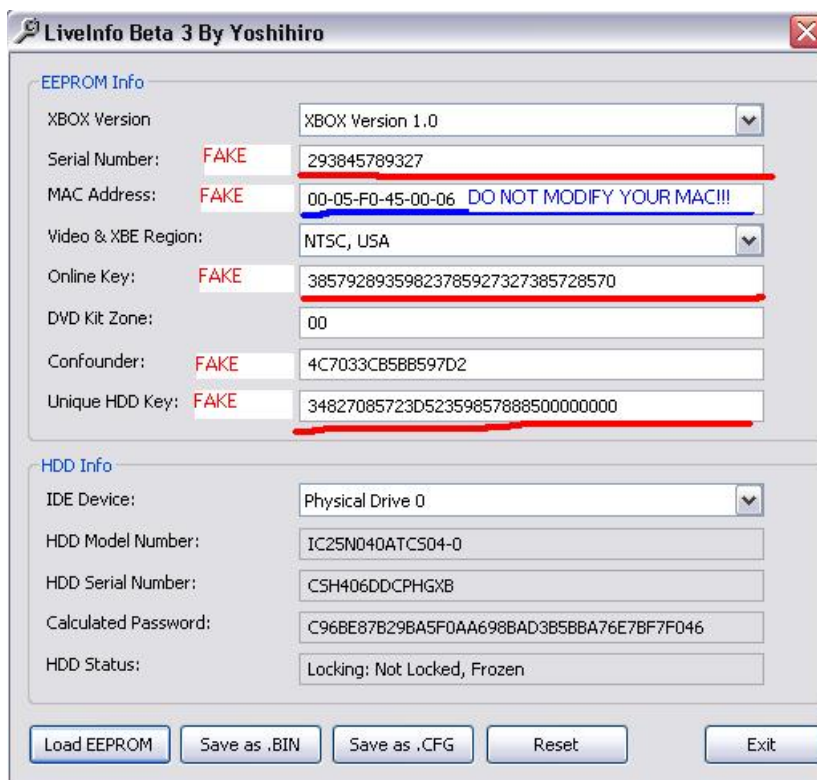 LiveInfo Beta 3 By Yoshihiro
EEPROM Info
XBOX Version XBOX Version 1.0
Serial Number: FAKE 293845789327
MAC Address: FAKE 00-05-F0-45-00-06 DO NOT MODIFY YOUR MAC!!!
Video & XBE Region: NTSC, USA
Online Key: FAKE 38579289359823785927327385728570
DVD Kit Zone: 00
Confounder: FAKE 4C7033CB5BB597D2
Unique HDD Key: FAKE 34827085723D52359857888500000000
HDD Info
IDE Device: Physical Drive 0
HDD Model Number: IC25N040ATCS04-0
HDD Serial Number: CSH406DDCPHGXB
Calculated Password: C96BE87B29BA5F0AA698BAD3B5BBA76E7BF7F046
HDD Status: Locking: Not Locked, Frozen
Load EEPROM Save as .BIN Save as .CFG Reset Exit